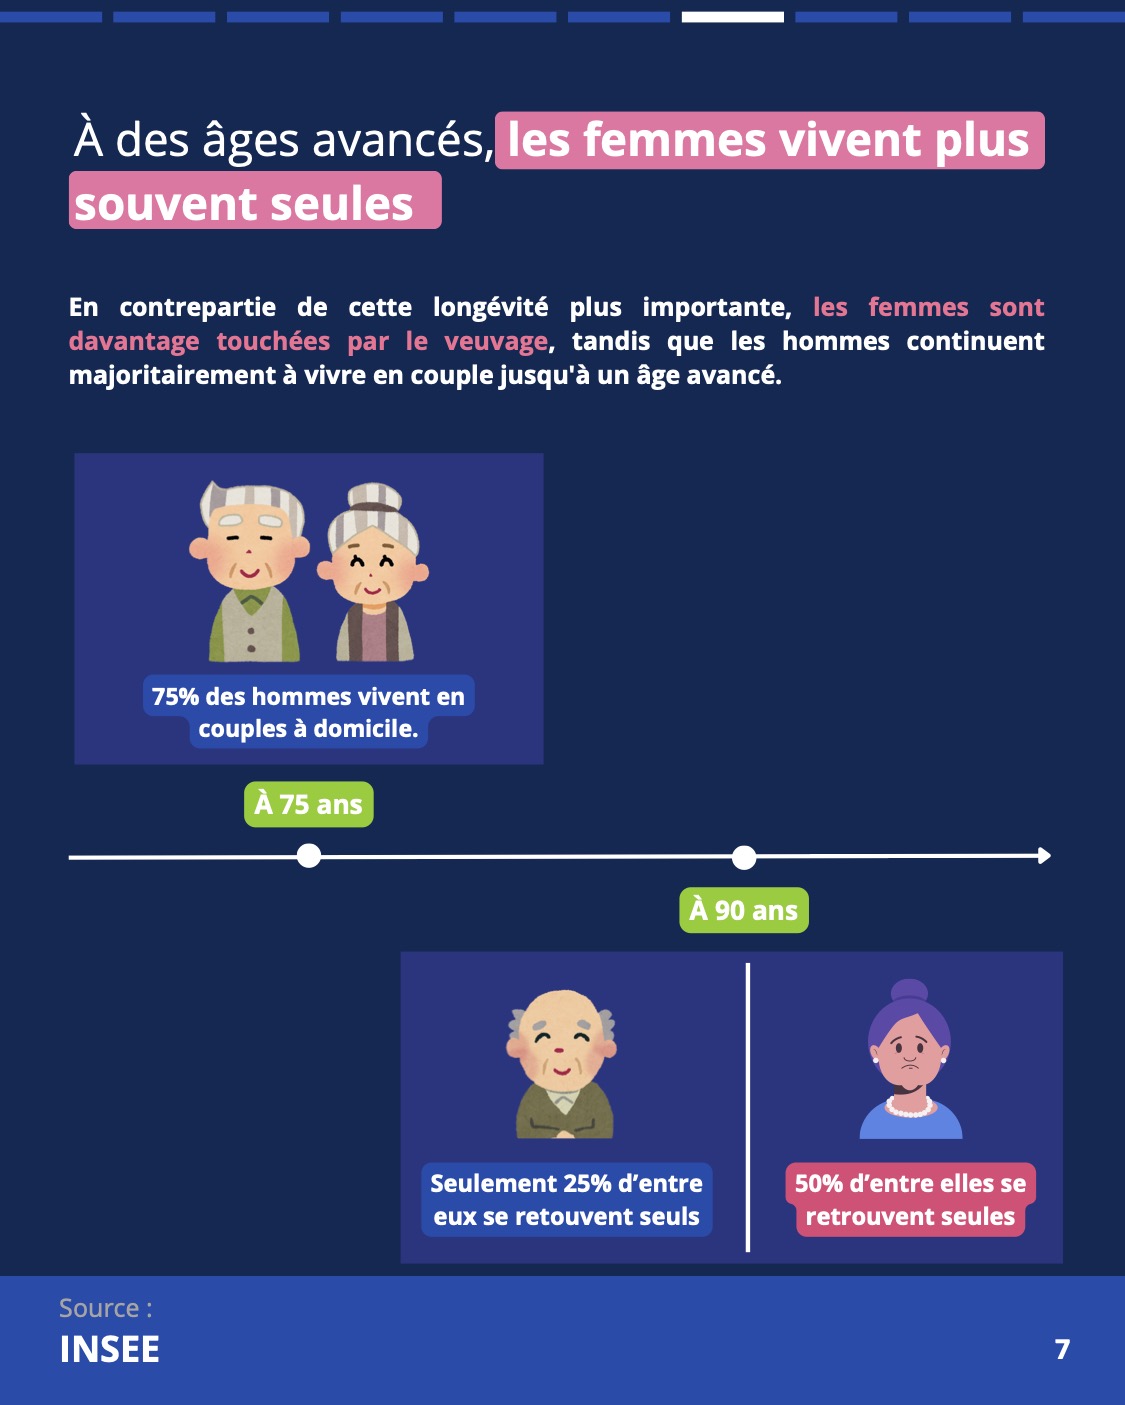 À des âges avancés, les femmes vivent plus
souvent seules
En contrepartie de cette longévité plus importante, les femmes sont
davantage touchées par le veuvage, tandis que les hommes continuent
majoritairement à vivre en couple jusqu'à un âge avancé.
75% des hommes vivent en
couples à domicile.
À 75 ans
À 90 ans
Seulement 25% d’entre
eux se retouvent seuls
50% d’entre elles se
retrouvent seules
Source :
INSEE
7